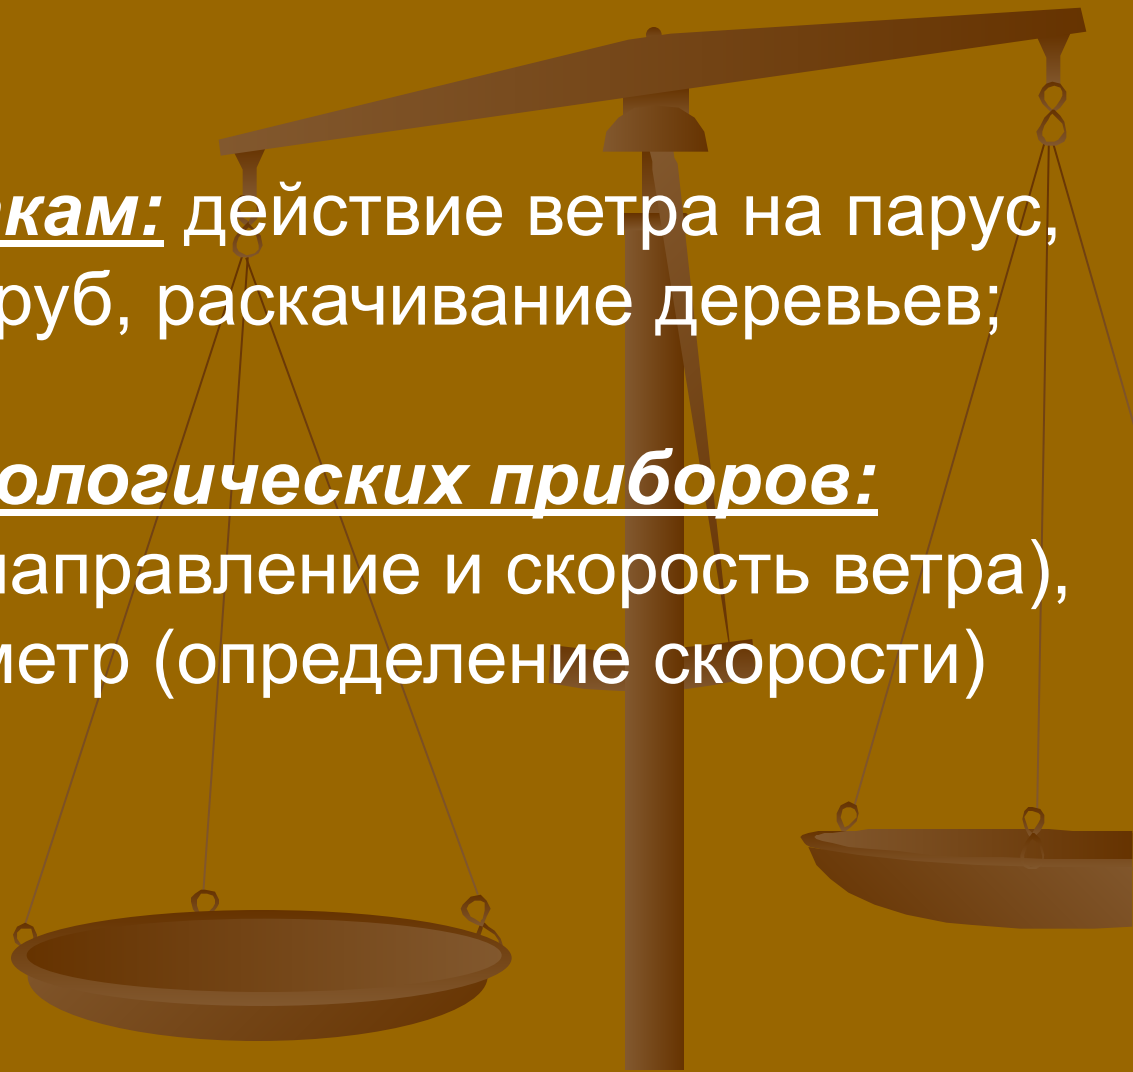 кам: действие ветра на парус,
руб, раскачивание деревьев;
ологических приборов:
направление и скорость ветра),
метр (определение скорости)